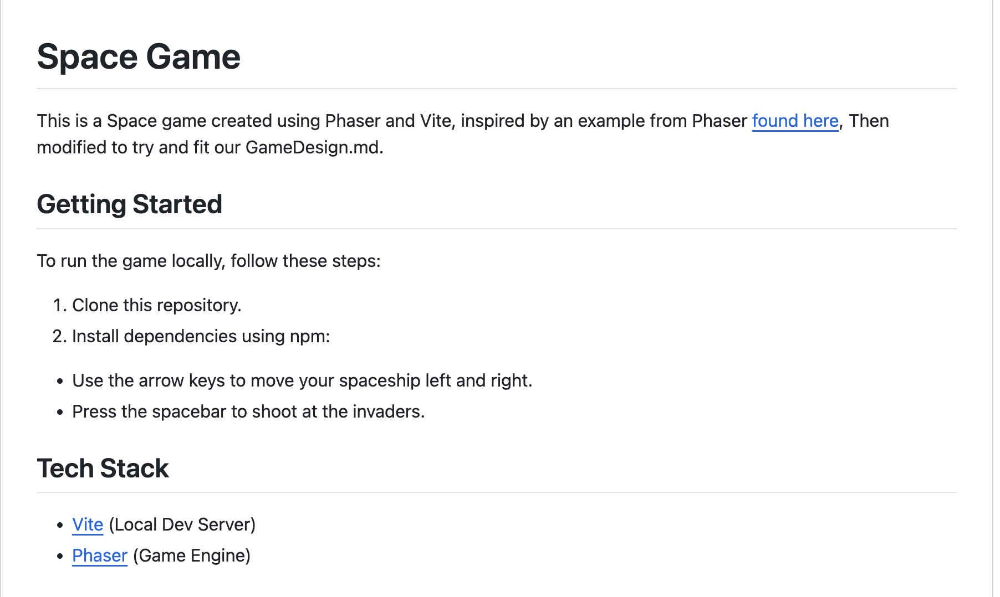 Space Game
This is a Space game created using Phaser and Vite, inspired by an example from Phaser found here, Then
modified to try and fit our GameDesign.md.
Getting Started
To run the game locally, follow these steps:
1. Clone this repository.
2. Install dependencies using npm:
• Use the arrow keys to move your spaceship left and right.
• Press the spacebar to shoot at the invaders.
Tech Stack
• Vite (Local Dev Server)
• Phaser (Game Engine)